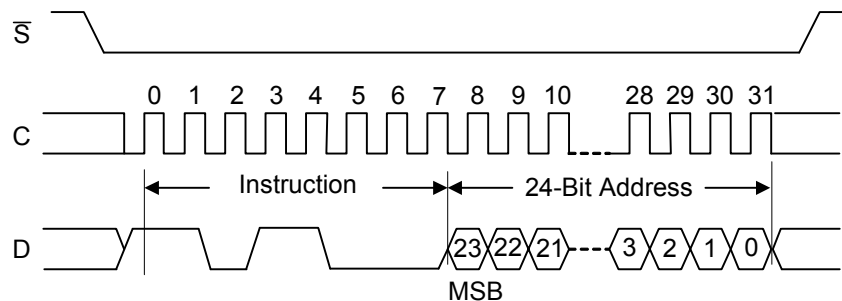 S̅
0 1 2 3 4 5 6 7 8 9 10 28 29 30 31
C
Instruction 24-Bit Address
D 23 22 21 3 2 1 0
MSB